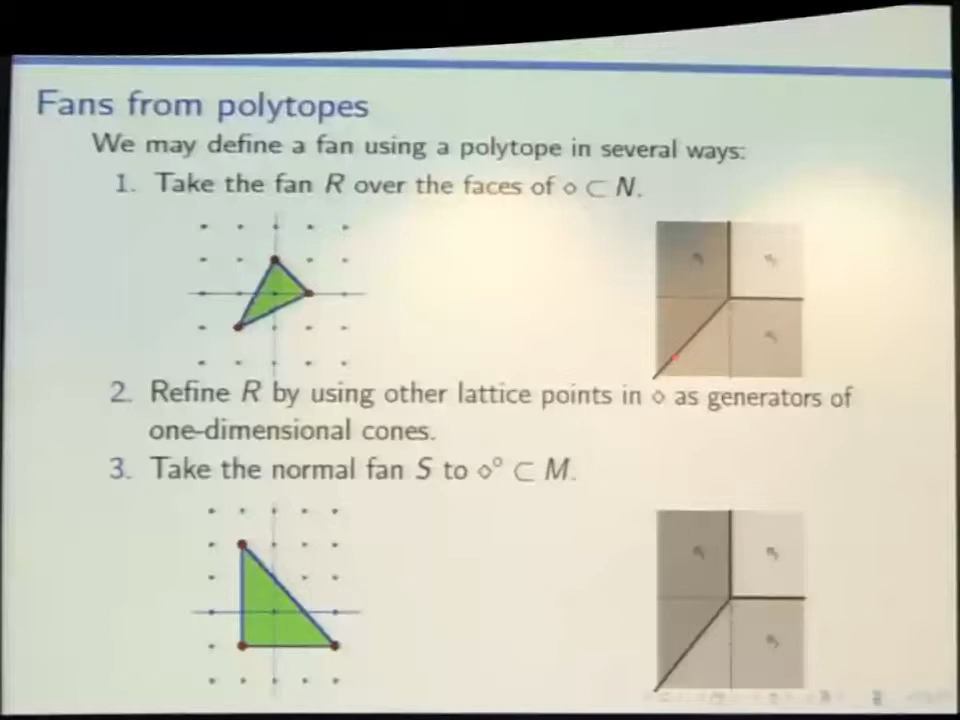 Fans from polytopes
We may define a fan using a polytope in several ways:
1. Take the fan R over the faces of ⋄ ⊂ N.
2. Refine R by using other lattice points in ⋄ as generators of
one-dimensional cones.
3. Take the normal fan S to ⋄° ⊂ M.